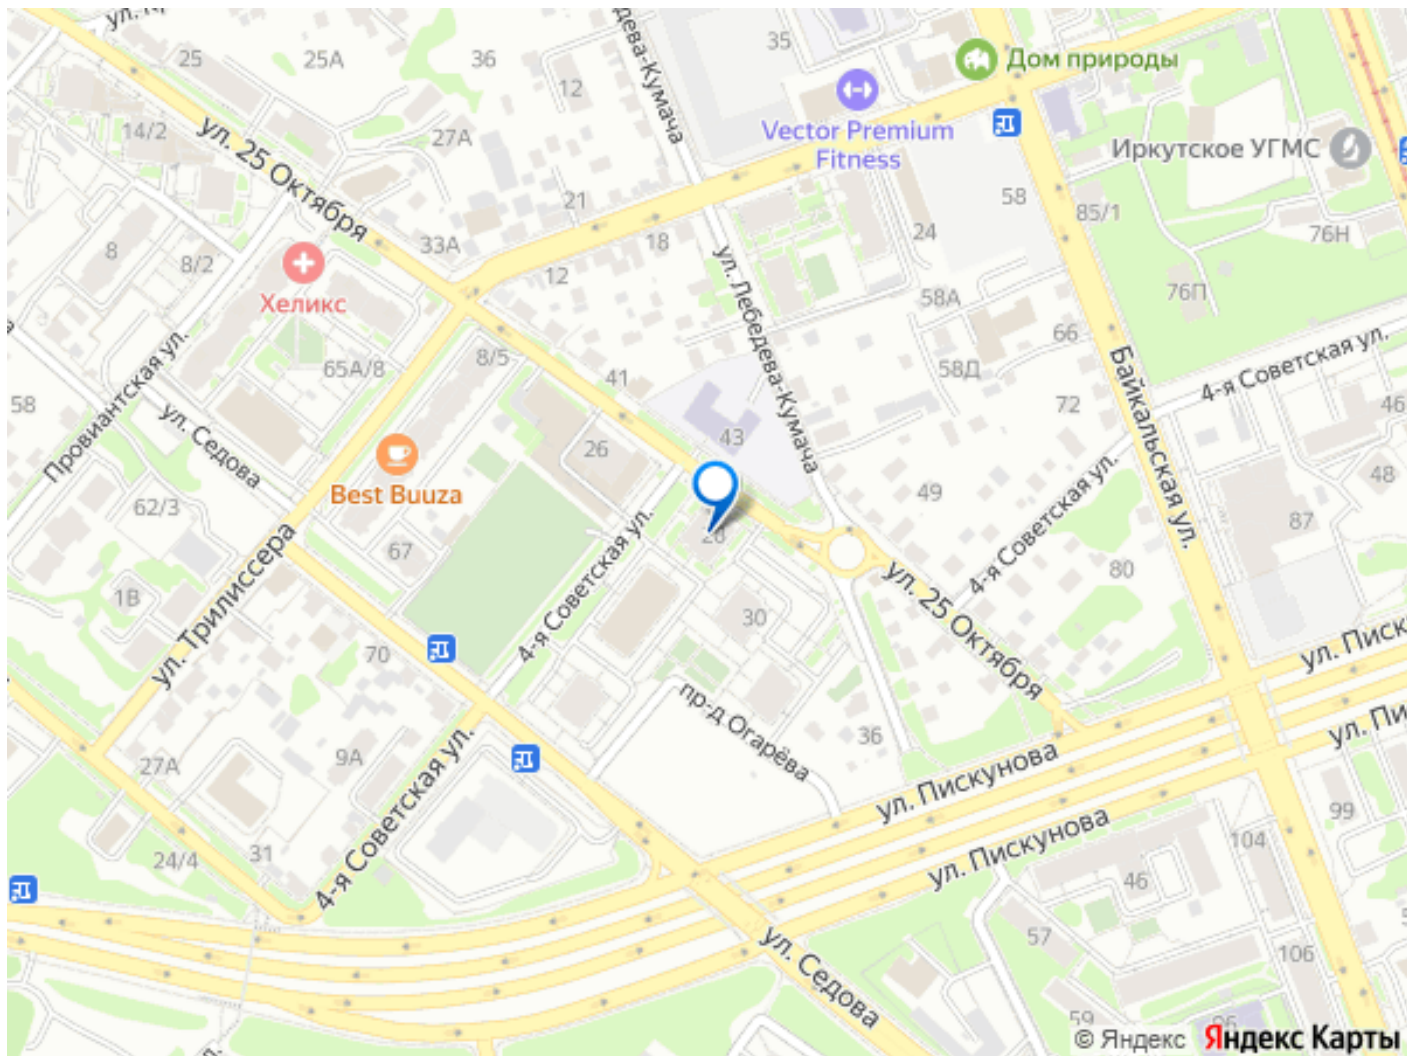 25
25А
36
35
12
Дом природы
Vector Premium
Fitness
Иркутское УГМС
14/2
27А
ул. 25 Октября
ул. Лебедева-Кумача
21
58
85/1
8
8/2
33А
18
24
76Н
Хеликс
12
58А
76П
65А/8
8/5
66
41
58Д
Байкальская ул.
4-я Советская ул.
58
Провиантская ул.
ул. Седова
72
46
26
43
Best Buuza
49
48
62/3
67
87
4-я Советская ул.
4-я Советская ул.
1В
80
ул. Трилиссера
30
ул. 25 Октября
70
пр-д Огарёва
36
27А
9А
ул. Пискунова
99
24/4
31
4-я Советская ул.
ул. Пискунова
104
46
57
106
ул. Седова
59
96
© Яндекс Яндекс Карты